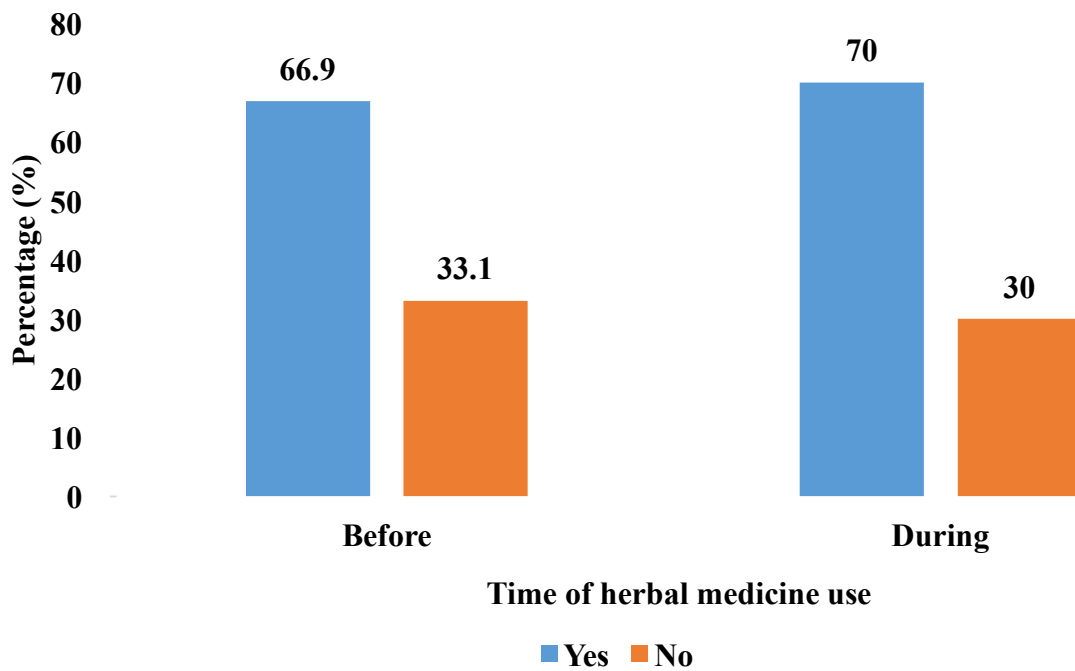 80
70
60
50
40
30
20
10
0
Percentage (%)
66.9
33.1
70
30
Before
During
Time of herbal medicine use
Yes No